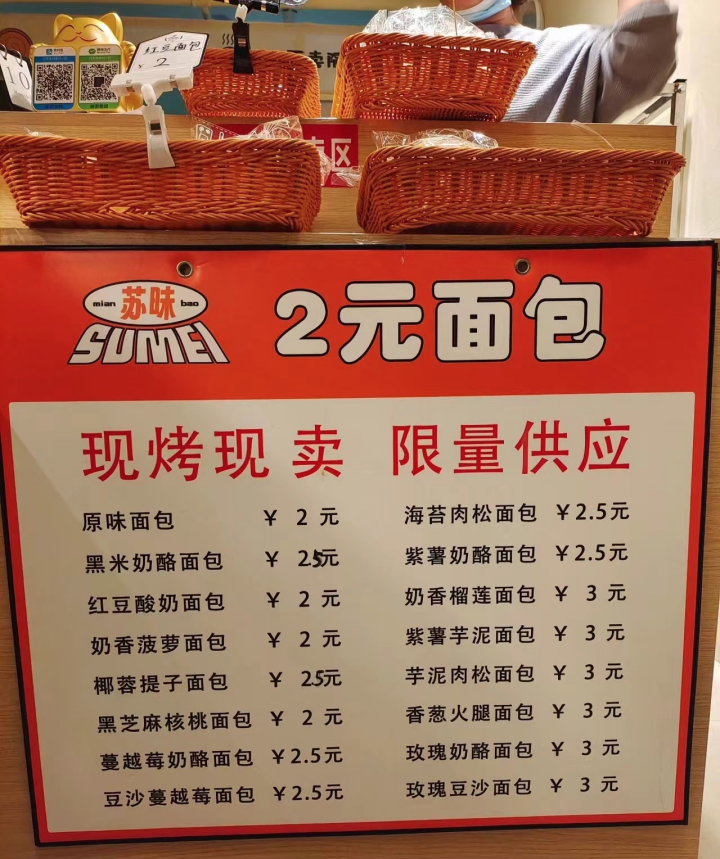 红豆面包
¥ 2
10
卖
区
mian 苏味 bao
SUMEI
2元面包
现烤现卖 限量供应
原味面包 ¥ 2 元
黑米奶酪面包 ¥ 2.5元
红豆酸奶面包 ¥ 2 元
奶香菠萝面包 ¥ 2 元
椰蓉提子面包 ¥ 2.5元
黑芝麻核桃面包 ¥ 2 元
蔓越莓奶酪面包 ¥2.5元
豆沙蔓越莓面包 ¥2.5元
海苔肉松面包 ¥2.5元
紫薯奶酪面包 ¥2.5元
奶香榴莲面包 ¥ 3 元
紫薯芋泥面包 ¥ 3 元
芋泥肉松面包 ¥ 3 元
香葱火腿面包 ¥ 3 元
玫瑰奶酪面包 ¥ 3 元
玫瑰豆沙面包 ¥ 3 元